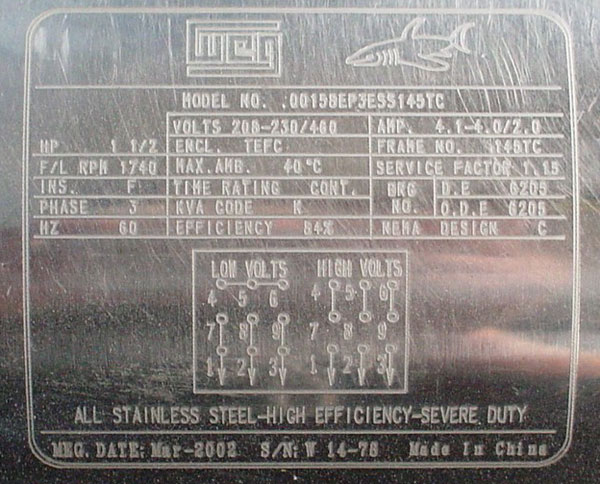 MODEL NO. .00158EP3ESS145TC
VOLTS 208-230/460 AMP. 4.1-4.0/2.0
HP 1 1/2 ENCL. TEFC FRAME NO. 145TC
F/L RPM 1740 MAX.AMB. 40°C SERVICE FACTOR 1.15
INS. F TIME RATING CONT. BRG D.E 6205
PHASE 3 KVA CODE K NO. O.D.E 6205
HZ 60 EFFICIENCY 84% NEMA DESIGN C
LOW VOLTS HIGH VOLTS
4 5 6 4 5 6
7 8 9 7 8 9
1 2 3 1 2 3
ALL STAINLESS STEEL-HIGH EFFICIENCY-SEVERE DUTY
MFG. DATE: Mar-2002 S/N: W 14-78 Made In China